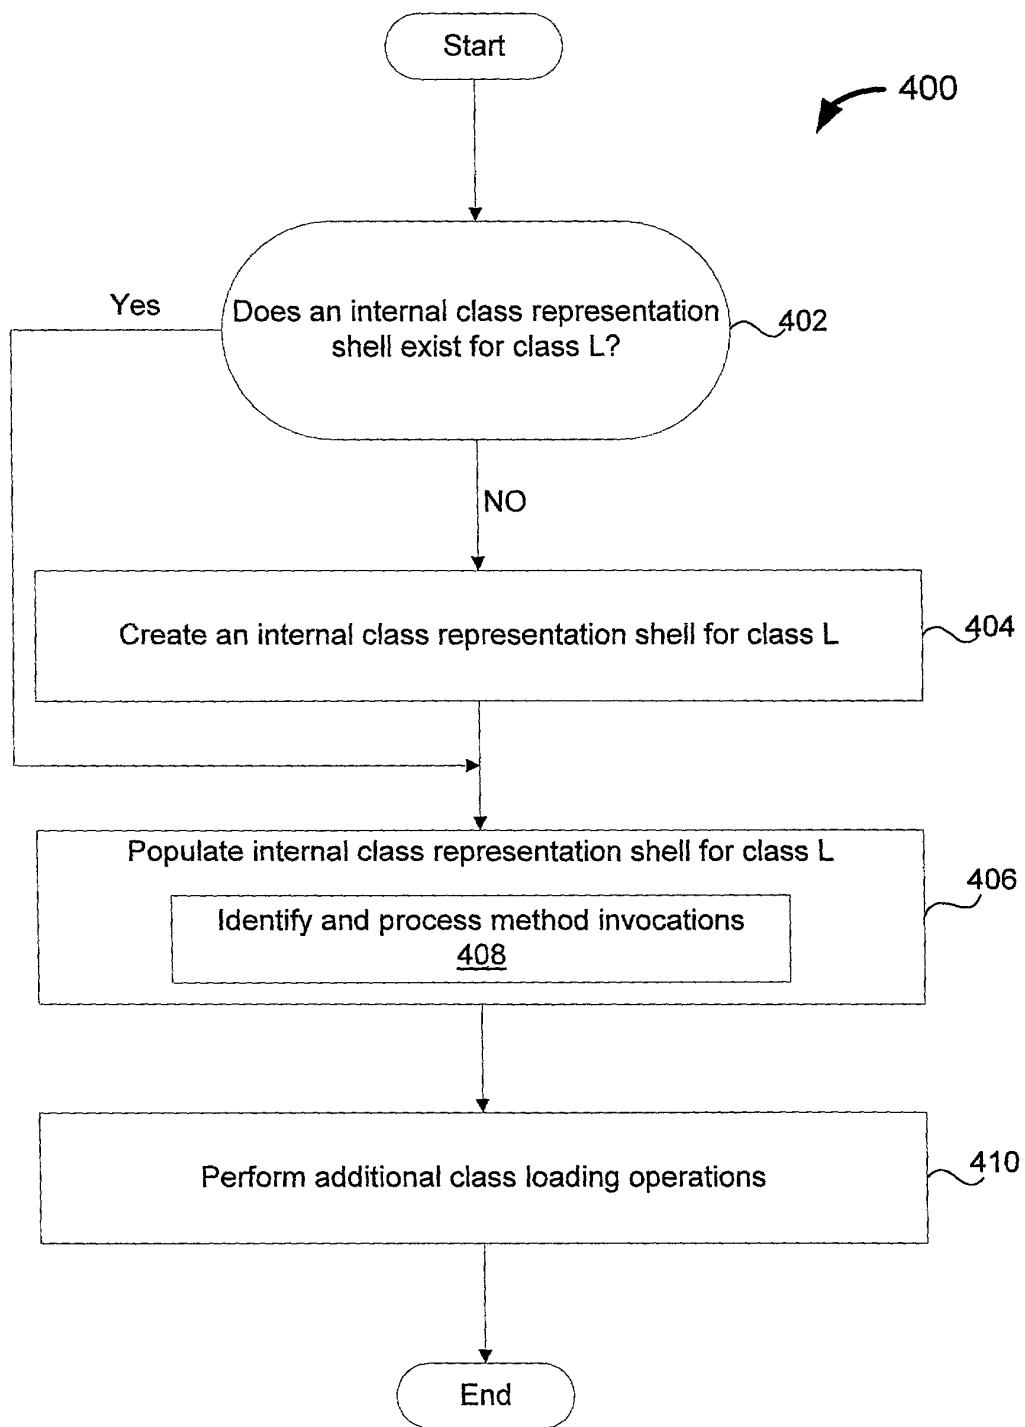 Start
400
Yes
Does an internal class representation
shell exist for class L?
402
NO
Create an internal class representation shell for class L
404
Populate internal class representation shell for class L
406
Identify and process method invocations
408
Perform additional class loading operations
410
End